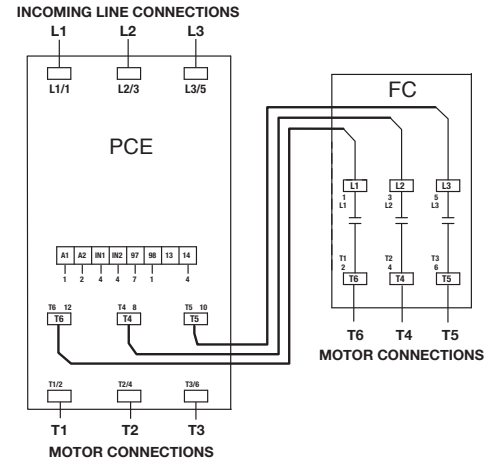 INCOMING LINE CONNECTIONS
L1 L2 L3
L1/1 L2/3 L3/5
PCE
A1 A2 IN1 IN2 97 98 13 14
1 2 4 4 7 1 4
T6 12 T4 8 T5 10
T6 T4 T5
T1/2 T2/4 T3/6
T1 T2 T3
MOTOR CONNECTIONS
FC
L1 L2 L3
1 3 5
L1 L2 L3
T1 T2 T3
2 4 6
T6 T4 T5
T6 T4 T5
MOTOR CONNECTIONS